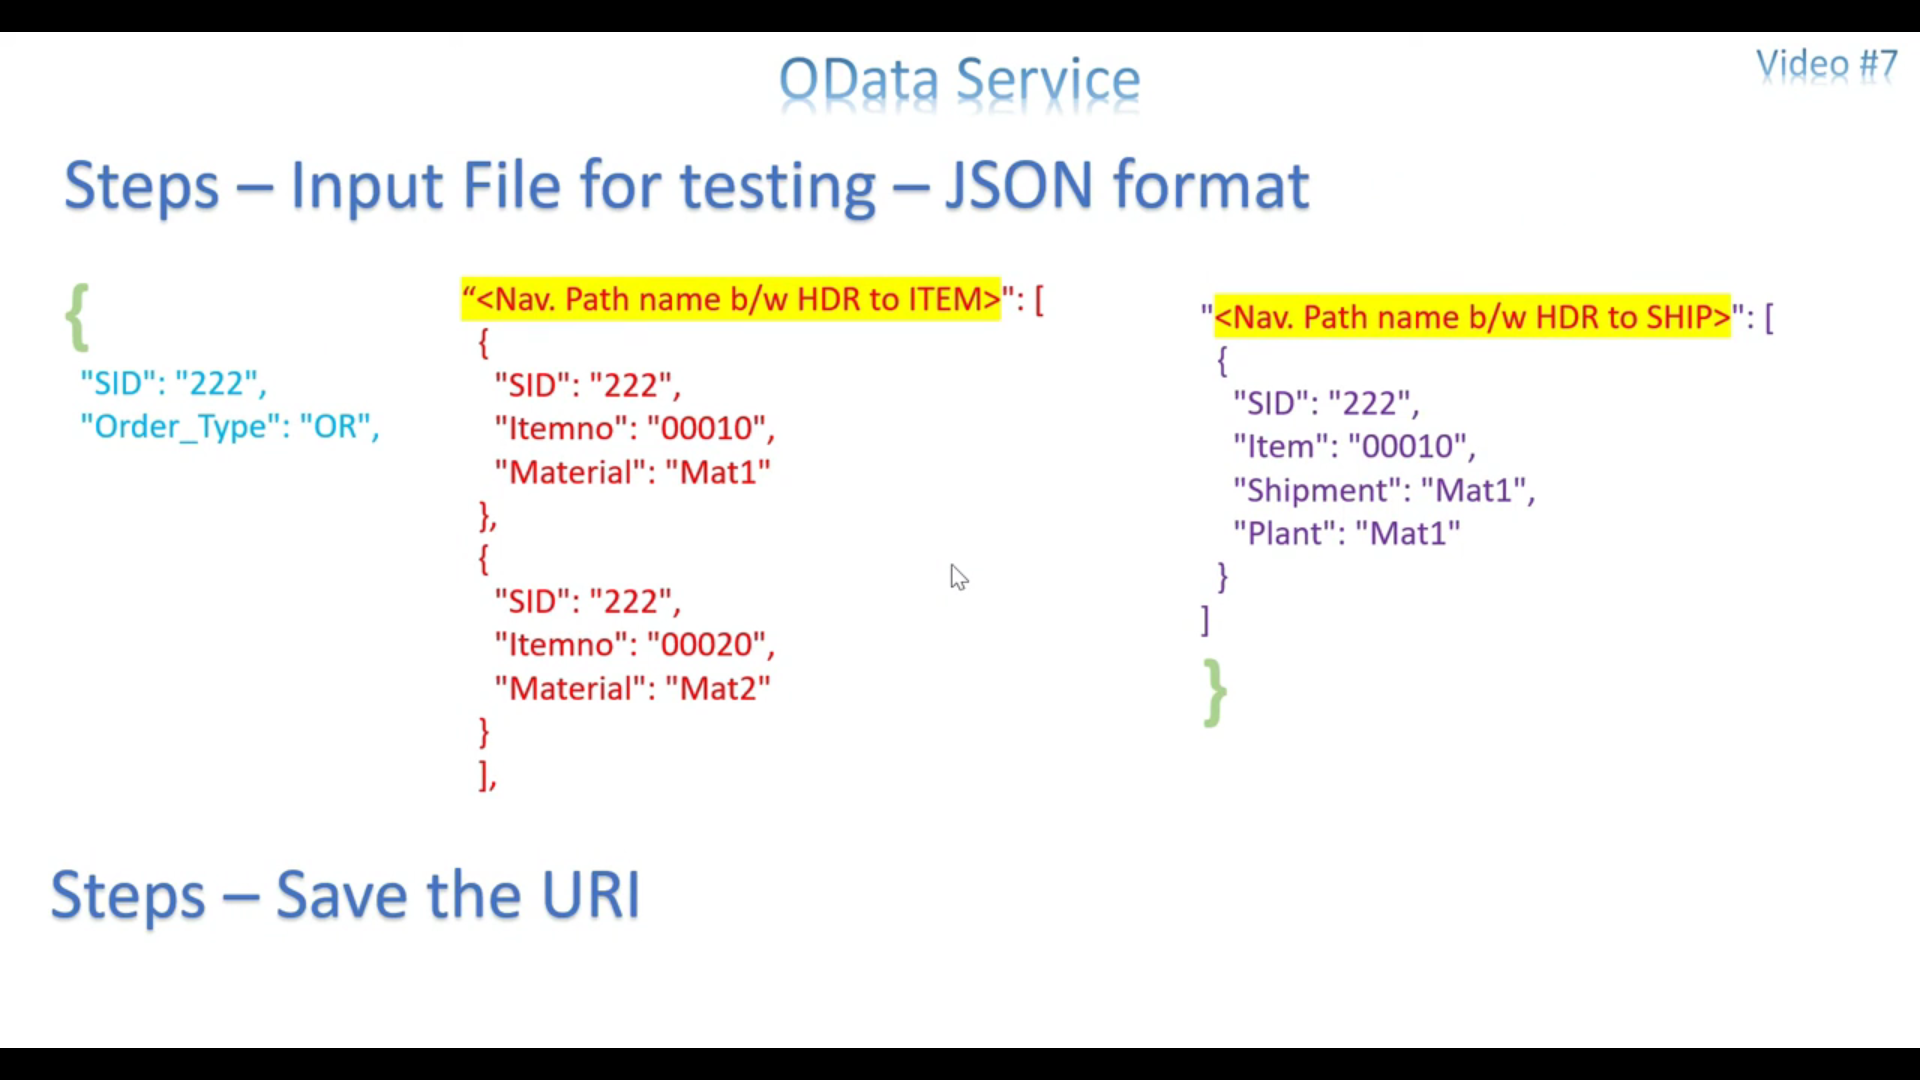 OData Service
Video #7
Steps – Input File for testing – JSON format
{
"SID": "222",
"Order_Type": "OR",
“<Nav. Path name b/w HDR to ITEM>": [
{
"SID": "222",
"Itemno": "00010",
"Material": "Mat1"
},
{
"SID": "222",
"Itemno": "00020",
"Material": "Mat2"
}
],
"<Nav. Path name b/w HDR to SHIP>": [
{
"SID": "222",
"Item": "00010",
"Shipment": "Mat1",
"Plant": "Mat1"
}
]
}
Steps – Save the URI